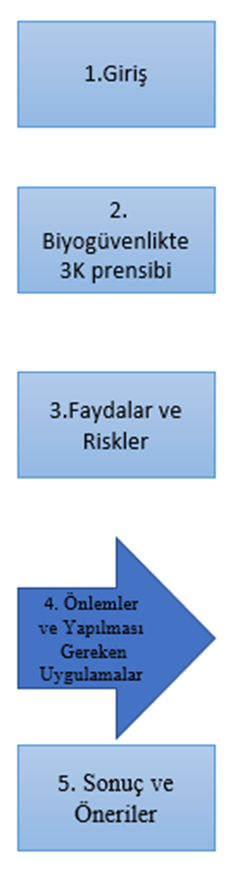 1.Giriş
2.
Biyogüvenlikte
3K prensibi
3.Faydalar ve
Riskler
4. Önlemler
ve Yapılması
Gereken
Uygulamalar
5. Sonuç ve
Öneriler